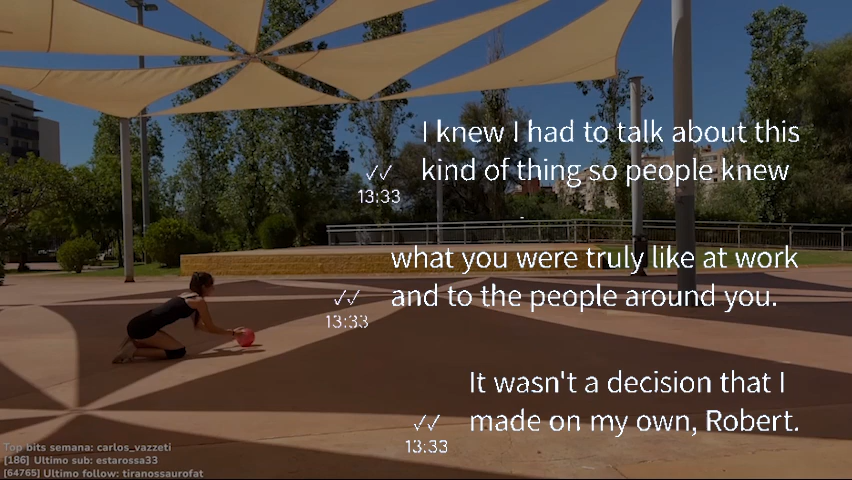 I knew I had to talk about this
kind of thing so people knew
✓✓
13:33
what you were truly like at work
and to the people around you.
✓✓
13:33
It wasn't a decision that I
made on my own, Robert.
✓✓
13:33
Top bits semana: carlos_vazzeti
[186] Ultimo sub: estarossa33
[64765] Ultimo follow: tiranossaurofat